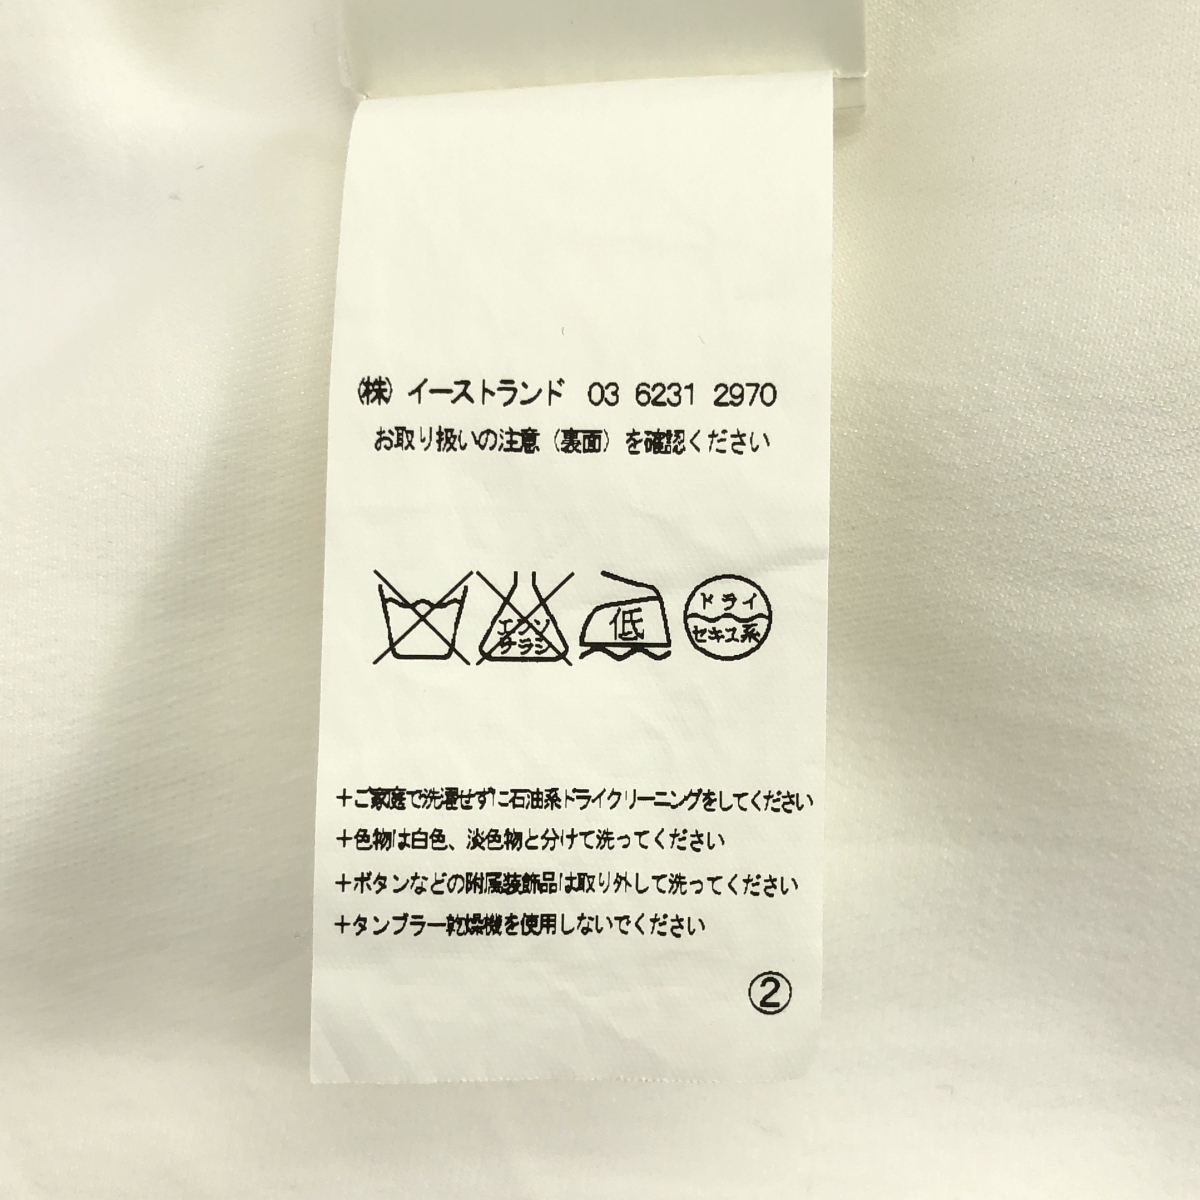 (株) イーストランド 03 6231 2970
お取り扱いの注意(裏面)を確認ください
エンソ
チラシ
低
ドライ
セキユ系
+ご家庭で洗濯せずに石油系ドライクリーニングをしてください
+色物は白色、淡色物と分けて洗ってください
+ボタンなどの附属装飾品は取り外して洗ってください
+タンブラー乾燥機を使用しないでください
②